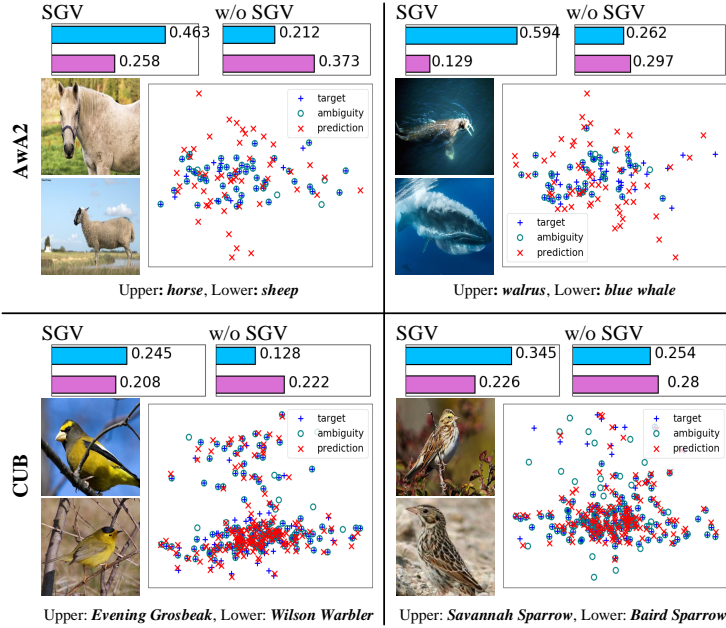 SGV
w/o SGV
0.463
0.212
0.258
0.373
target
ambiguity
prediction
AwA2
Upper: horse, Lower: sheep
SGV
w/o SGV
0.594
0.262
0.129
0.297
target
ambiguity
prediction
Upper: walrus, Lower: blue whale
SGV
w/o SGV
0.245
0.128
0.208
0.222
target
ambiguity
prediction
CUB
Upper: Evening Grosbeak, Lower: Wilson Warbler
SGV
w/o SGV
0.345
0.254
0.226
0.28
target
ambiguity
prediction
Upper: Savannah Sparrow, Lower: Baird Sparrow